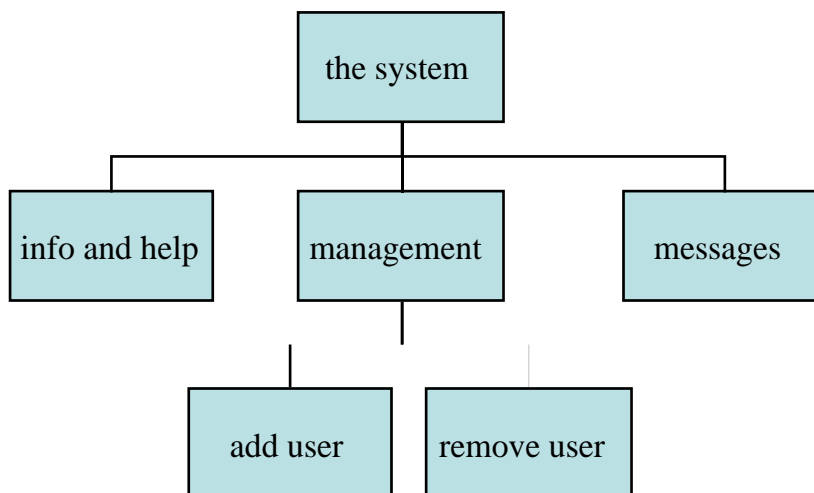 the system
info and help
management
messages
add user
remove user